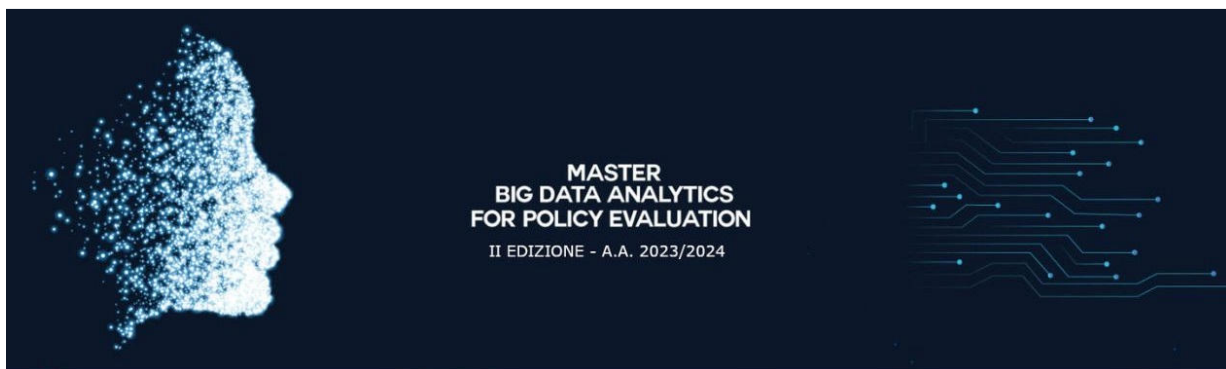 MASTER
BIG DATA ANALYTICS
FOR POLICY EVALUATION
II EDIZIONE - A.A. 2023/2024